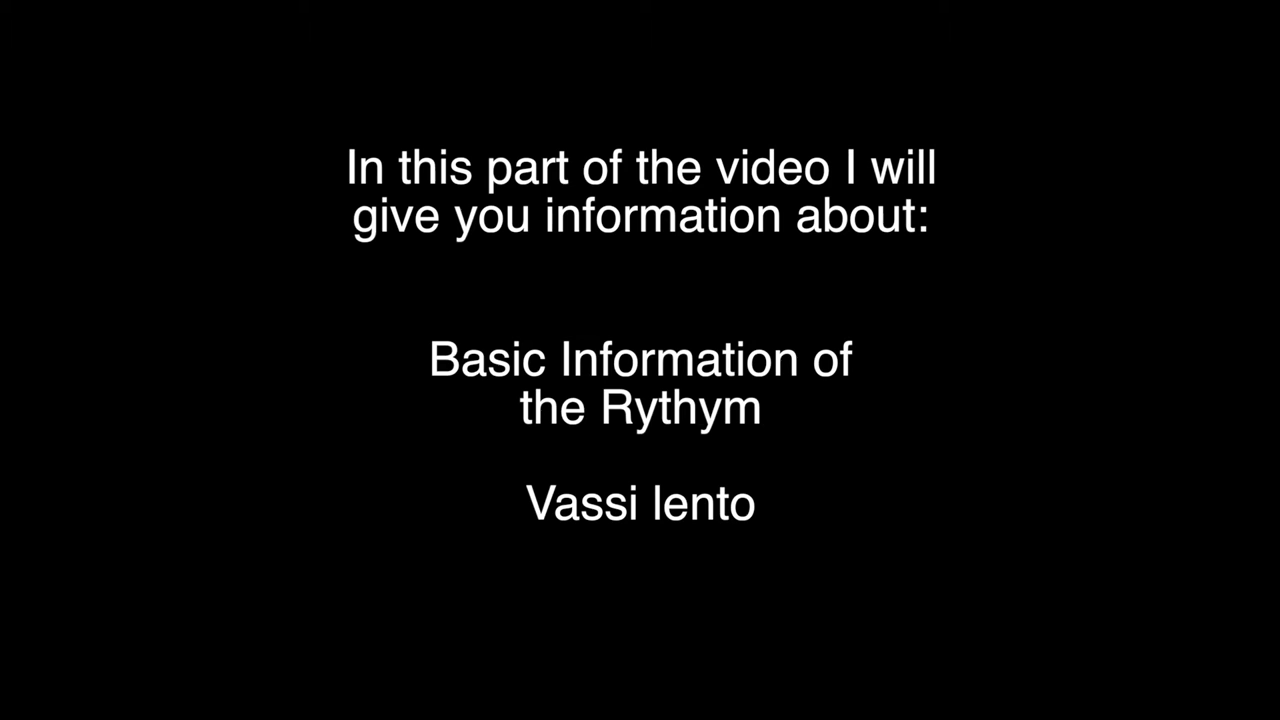 In this part of the video I will
give you information about:
Basic Information of
the Rythym
Vassi lento